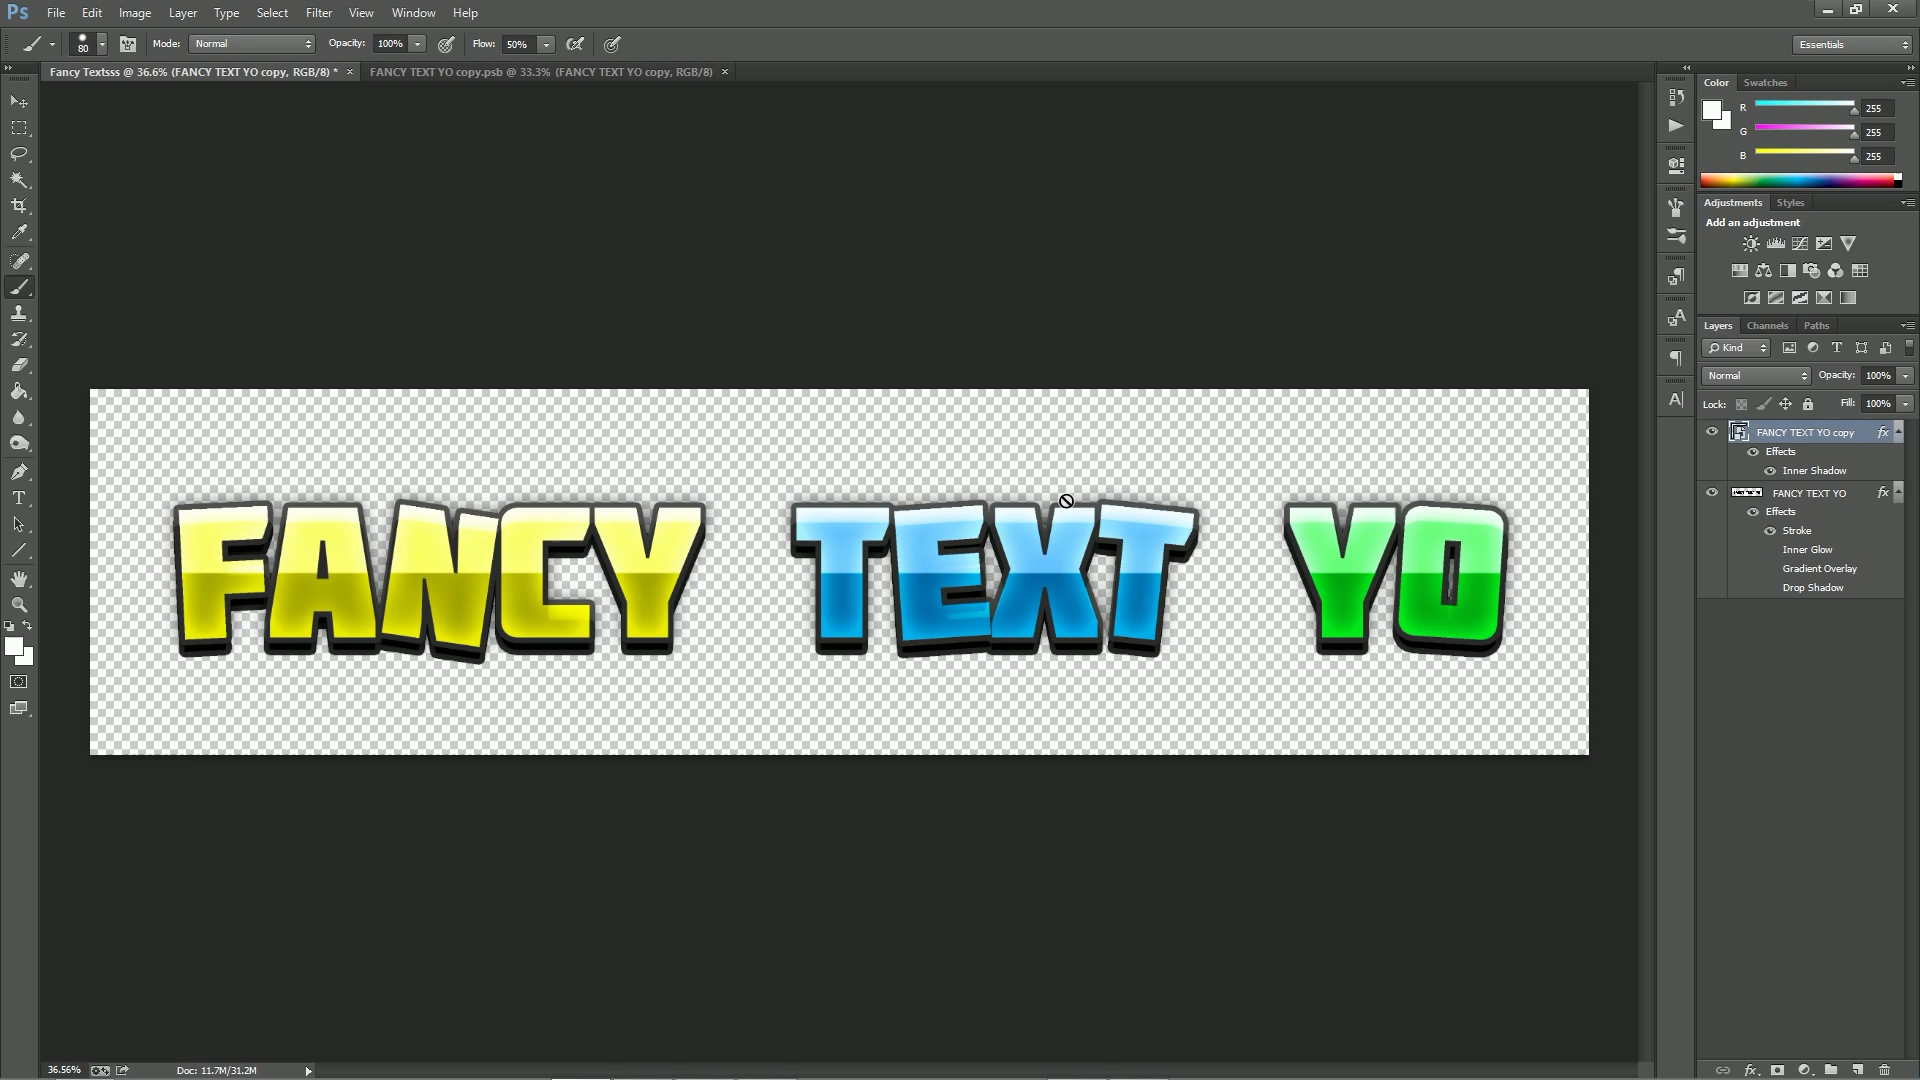 Ps File Edit Image Layer Type Select Filter View Window Help
80 Mode: Normal Opacity: 100% Flow: 50% Essentials
Fancy Textsss @ 36.6% (FANCY TEXT YO copy, RGB/8) * × FANCY TEXT YO copy.psb @ 33.3% (FANCY TEXT YO copy, RGB/8) ×
Color Swatches
R 255
G 255
B 255
Adjustments Styles
Add an adjustment
Layers Channels Paths
Kind
Normal Opacity: 100%
Lock: Fill: 100%
FANCY TEXT YO copy fx
Effects
Inner Shadow
FANCY TEXT YO fx
Effects
Stroke
Inner Glow
Gradient Overlay
Drop Shadow
FANCY TEXT YO
36.56% Doc: 11.7M/31.2M